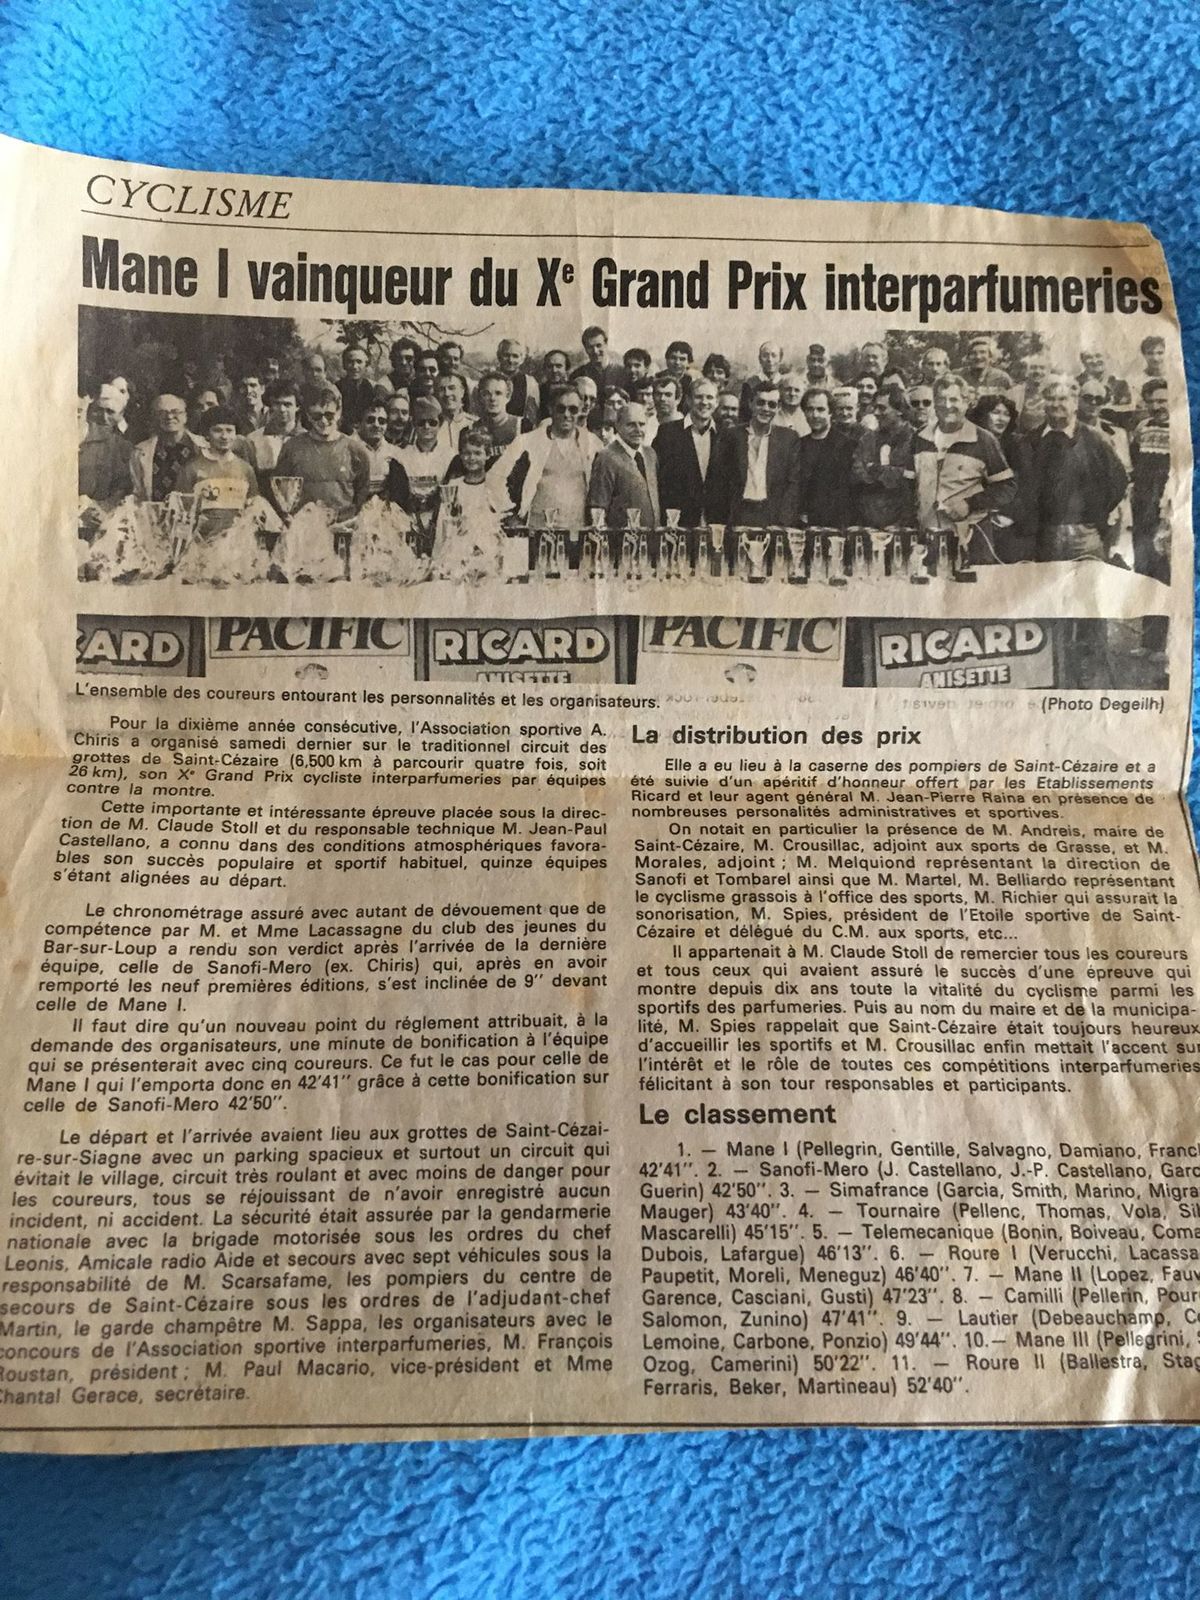 CYCLISME
Mane I vainqueur du Xe Grand Prix interparfumeries
CARD PACIFIC RICARD PACIFIC RICARD
ANISETTE ANISETTE
L'ensemble des coureurs entourant les personnalités et les organisateurs.
(Photo Degeilh)
Pour la dixième année consécutive, l'Association sportive A.
Chiris a organisé samedi dernier sur le traditionnel circuit des
grottes de Saint-Cézaire (6,500 km à parcourir quatre fois, soit
26 km), son Xe Grand Prix cycliste interparfumeries par équipes
contre la montre.
Cette importante et intéressante épreuve placée sous la direc-
tion de M. Claude Stoll et du responsable technique M. Jean-Paul
Castellano, a connu dans des conditions atmosphériques favora-
bles son succès populaire et sportif habituel, quinze équipes
s'étant alignées au départ.
Le chronométrage assuré avec autant de dévouement que de
compétence par M. et Mme Lacassagne du club des jeunes du
Bar-sur-Loup a rendu son verdict après l'arrivée de la dernière
équipe, celle de Sanofi-Mero (ex. Chiris) qui, après en avoir
remporté les neuf premières éditions, s'est inclinée de 9'' devant
celle de Mane I.
Il faut dire qu'un nouveau point du réglement attribuait, à la
demande des organisateurs, une minute de bonification à l'équipe
qui se présenterait avec cinq coureurs. Ce fut le cas pour celle de
Mane I qui l'emporta donc en 42'41'' grâce à cette bonification sur
celle de Sanofi-Mero 42'50''.
Le départ et l'arrivée avaient lieu aux grottes de Saint-Cézai-
re-sur-Siagne avec un parking spacieux et surtout un circuit qui
évitait le village, circuit très roulant et avec moins de danger pour
les coureurs, tous se réjouissant de n'avoir enregistré aucun
incident, ni accident. La sécurité était assurée par la gendarmerie
nationale avec la brigade motorisée sous les ordres du chef
Leonis, Amicale radio Aide et secours avec sept véhicules sous la
responsabilité de M. Scarsafame, les pompiers du centre de
secours de Saint-Cézaire sous les ordres de l'adjudant-chef
Martin, le garde champêtre M. Sappa, les organisateurs avec le
concours de l'Association sportive interparfumeries, M. François
Roustan, président ; M. Paul Macario, vice-président et Mme
Chantal Gerace, secrétaire.
La distribution des prix
Elle a eu lieu à la caserne des pompiers de Saint-Cézaire et a
été suivie d'un apéritif d'honneur offert par les Etablissements
Ricard et leur agent général M. Jean-Pierre Raina en présence de
nombreuses personalités administratives et sportives.
On notait en particulier la présence de M. Andreis, maire de
Saint-Cézaire, M. Crousillac, adjoint aux sports de Grasse, et M.
Morales, adjoint ; M. Melquiond représentant la direction de
Sanofi et Tombarel ainsi que M. Martel, M. Belliardo représentant
le cyclisme grassois à l'office des sports, M. Richier qui assurait la
sonorisation, M. Spies, président de l'Etoile sportive de Saint-
Cézaire et délégué du C.M. aux sports, etc...
Il appartenait à M. Claude Stoll de remercier tous les coureurs
et tous ceux qui avaient assuré le succès d'une épreuve qui
montre depuis dix ans toute la vitalité du cyclisme parmi les
sportifs des parfumeries. Puis au nom du maire et de la municipa-
lité, M. Spies rappelait que Saint-Cézaire était toujours heureux
d'accueillir les sportifs et M. Crousillac enfin mettait l'accent sur
l'intérêt et le rôle de toutes ces compétitions interparfumeries
félicitant à son tour responsables et participants.
Le classement
1. — Mane I (Pellegrin, Gentille, Salvagno, Damiano,
42'41''. 2. — Sanofi-Mero (J. Castellano, J.-P. Castellano,
Guerin) 42'50''. 3. — Simafrance (Garcia, Smith, Marino,
Mauger) 43'40''. 4. — Tournaire (Pellenc, Thomas, Vola,
Mascarelli) 45'15''. 5. — Telemecanique (Bonin, Boiveau,
Dubois, Lafargue) 46'13''. 6. — Roure I (Verucchi,
Paupetit, Moreli, Meneguz) 46'40''. 7. — Mane II (Lopez,
Garence, Casciani, Gusti) 47'23''. 8. — Camilli (Pellerin,
Salomon, Zunino) 47'41''. 9. — Lautier (Debeauchamp,
Lemoine, Carbone, Ponzio) 49'44''. 10.— Mane III (Pellegrini,
Ozog, Camerini) 50'22''. 11. — Roure II (Ballestra,
Ferraris, Beker, Martineau) 52'40''.